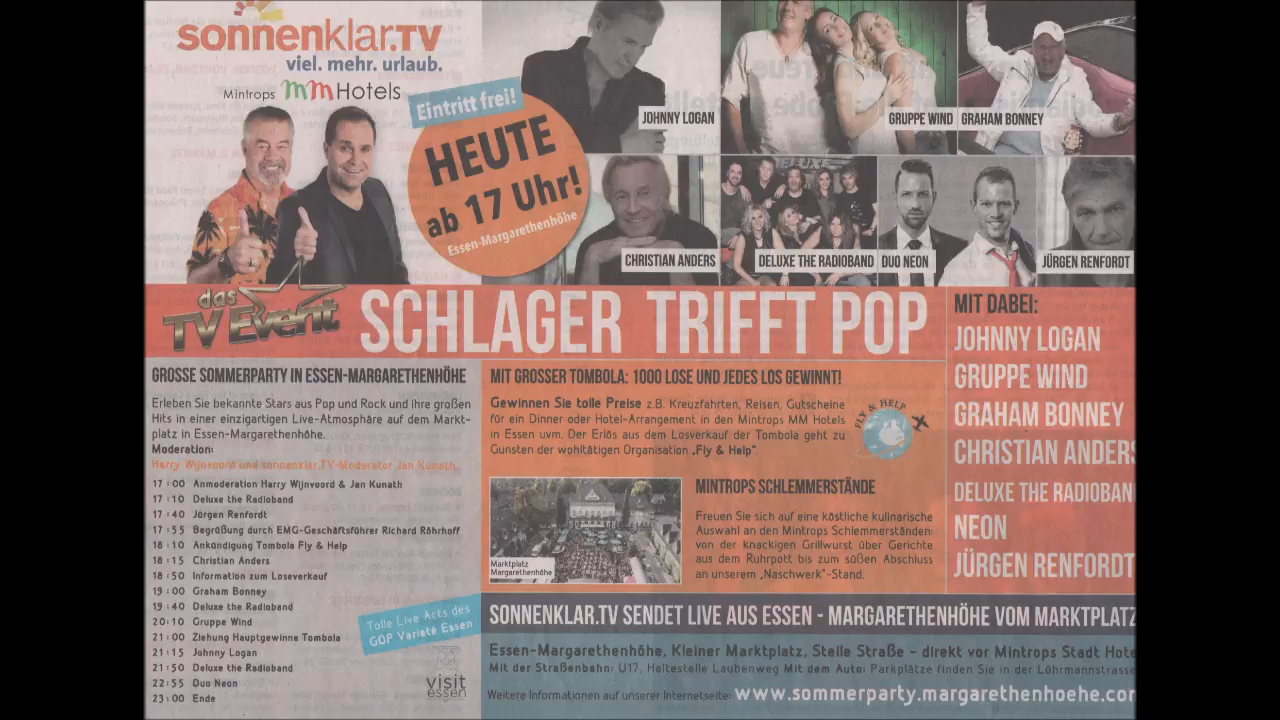 sonnenklar.TV
viel. mehr. urlaub.
Mintrops MM Hotels
Eintritt frei!
HEUTE
ab 17 Uhr!
Essen-Margarethenhöhe
JOHNNY LOGAN
GRUPPE WIND
GRAHAM BONNEY
CHRISTIAN ANDERS
DELUXE
DELUXE THE RADIOBAND
DUO NEON
JÜRGEN RENFORDT
das
TV Event
SCHLAGER TRIFFT POP
GROSSE SOMMERPARTY IN ESSEN-MARGARETHENHÖHE
Erleben Sie bekannte Stars aus Pop und Rock und ihre großen
Hits in einer einzigartigen Live-Atmosphäre auf dem Markt-
platz in Essen-Margarethenhöhe.
Moderation:
Harry Wijnvoord und sonnenklar.TV-Moderator Jan Kunath
17:00 Anmoderation Harry Wijnvoord & Jan Kunath
17:10 Deluxe the Radioband
17:40 Jürgen Renfordt
17:55 Begrüßung durch EMG-Geschäftsführer Richard Röhrhoff
18:10 Ankündigung Tombola Fly & Help
18:15 Christian Anders
18:50 Information zum Loseverkauf
19:00 Graham Bonney
19:40 Deluxe the Radioband
20:10 Gruppe Wind
21:00 Ziehung Hauptgewinne Tombola
21:15 Johnny Logan
21:50 Deluxe the Radioband
22:55 Duo Neon
23:00 Ende
Tolle Live Acts des
GOP Varieté Essen
visit
essen
MIT GROSSER TOMBOLA: 1000 LOSE UND JEDES LOS GEWINNT!
Gewinnen Sie tolle Preise z.B. Kreuzfahrten, Reisen, Gutscheine
für ein Dinner oder Hotel-Arrangement in den Mintrops MM Hotels
in Essen uvm. Der Erlös aus dem Losverkauf der Tombola geht zu
Gunsten der wohltätigen Organisation „Fly & Help".
FLY & HELP
Marktplatz
Margarethenhöhe
MINTROPS SCHLEMMERSTÄNDE
Freuen Sie sich auf eine köstliche kulinarische
Auswahl an den Mintrops Schlemmerständen:
von der knackigen Grillwurst über Gerichte
aus dem Ruhrpott bis zum süßen Abschluss
an unserem „Naschwerk"-Stand.
MIT DABEI:
JOHNNY LOGAN
GRUPPE WIND
GRAHAM BONNEY
CHRISTIAN ANDERS
DELUXE THE RADIOBAN
NEON
JÜRGEN RENFORDT
SONNENKLAR.TV SENDET LIVE AUS ESSEN - MARGARETHENHÖHE VOM MARKTPLATZ
Essen-Margarethenhöhe, Kleiner Marktplatz, Steile Straße – direkt vor Mintrops Stadt Hote
Mit der Straßenbahn: U17, Haltestelle Laubenweg Mit dem Auto: Parkplätze finden Sie in der Lührmannstrasse
Weitere Informationen auf unserer Internetseite: www.sommerparty.margarethenhoehe.com